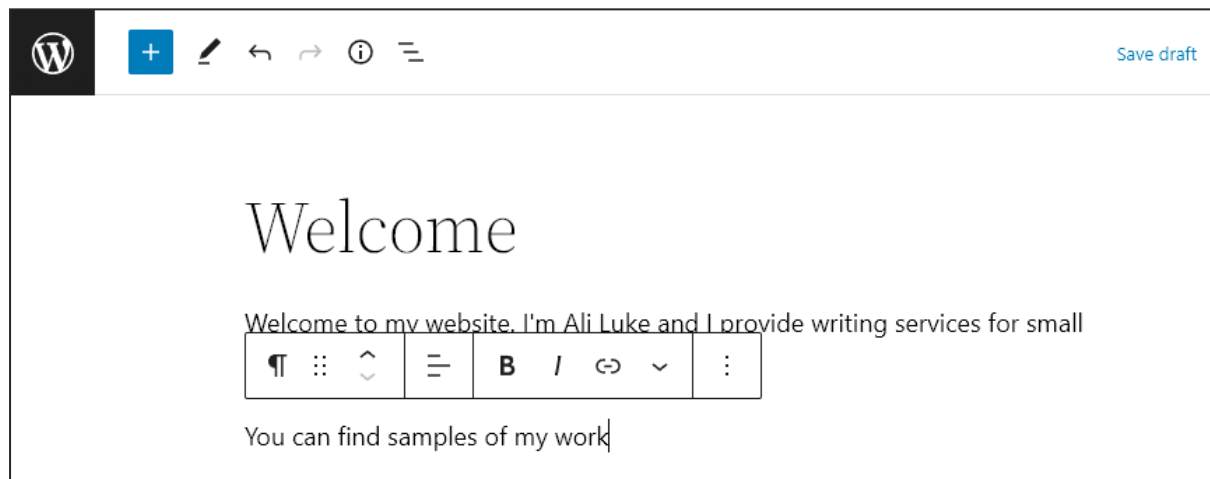 Save draft
Welcome
Welcome to my website. I'm Ali Luke and I provide writing services for small
B I
You can find samples of my work